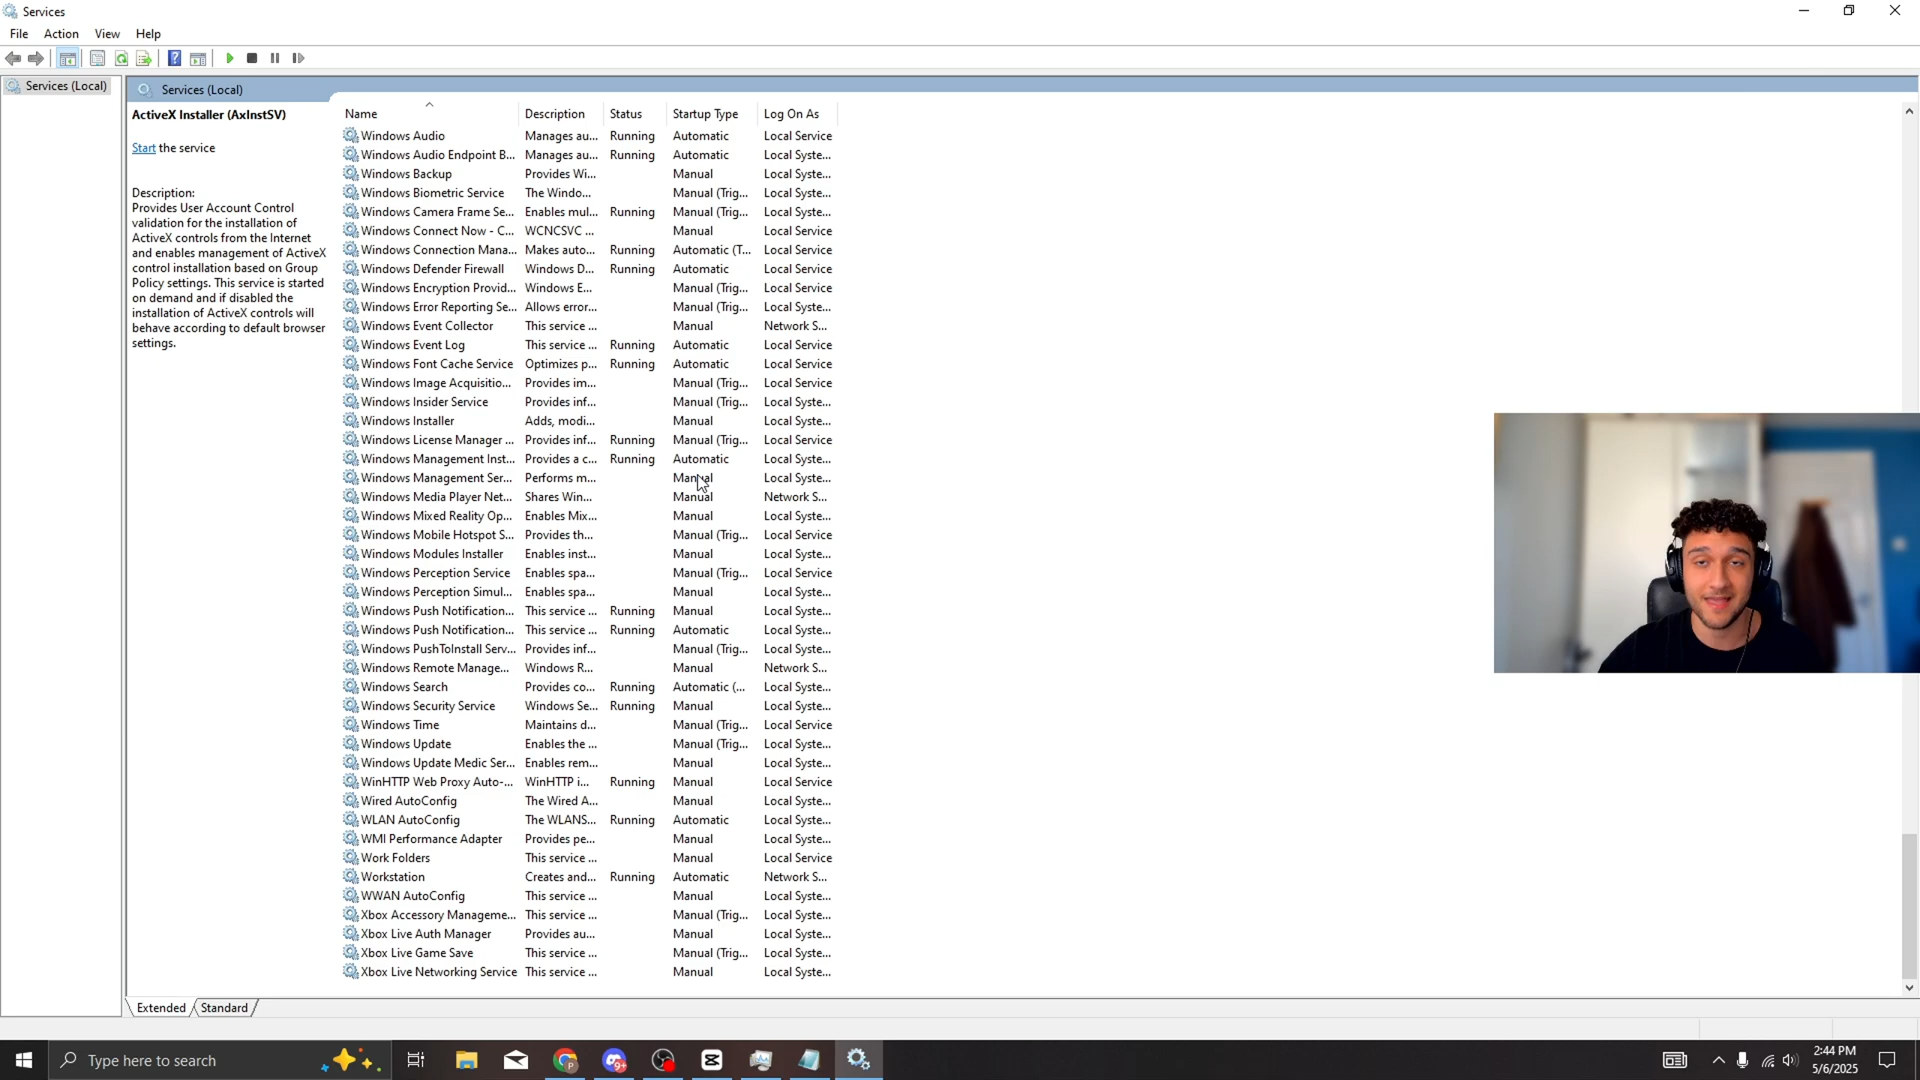 Services
File Action View Help
Services (Local)
Services (Local)
ActiveX Installer (AxInstSV)
Start the service
Description:
Provides User Account Control
validation for the installation of
ActiveX controls from the Internet
and enables management of ActiveX
control installation based on Group
Policy settings. This service is started
on demand and if disabled the
installation of ActiveX controls will
behave according to default browser
settings.
Name Description Status Startup Type Log On As
Windows Audio Manages au... Running Automatic Local Service
Windows Audio Endpoint B... Manages au... Running Automatic Local Syste...
Windows Backup Provides Wi... Manual Local Syste...
Windows Biometric Service The Windo... Manual (Trig... Local Syste...
Windows Camera Frame Se... Enables mul... Running Manual (Trig... Local Syste...
Windows Connect Now - C... WCNCSVC ... Manual Local Service
Windows Connection Mana... Makes auto... Running Automatic (T... Local Service
Windows Defender Firewall Windows D... Running Automatic Local Service
Windows Encryption Provid... Windows E... Manual (Trig... Local Service
Windows Error Reporting Se... Allows error... Manual (Trig... Local Syste...
Windows Event Collector This service ... Manual Network S...
Windows Event Log This service ... Running Automatic Local Service
Windows Font Cache Service Optimizes p... Running Automatic Local Service
Windows Image Acquisitio... Provides im... Manual (Trig... Local Service
Windows Insider Service Provides inf... Manual (Trig... Local Syste...
Windows Installer Adds, modi... Manual Local Syste...
Windows License Manager ... Provides inf... Running Manual (Trig... Local Service
Windows Management Inst... Provides a c... Running Automatic Local Syste...
Windows Management Ser... Performs m... Manual Local Syste...
Windows Media Player Net... Shares Win... Manual Network S...
Windows Mixed Reality Op... Enables Mix... Manual Local Syste...
Windows Mobile Hotspot S... Provides th... Manual (Trig... Local Service
Windows Modules Installer Enables inst... Manual Local Syste...
Windows Perception Service Enables spa... Manual (Trig... Local Service
Windows Perception Simul... Enables spa... Manual Local Syste...
Windows Push Notification... This service ... Running Manual Local Syste...
Windows Push Notification... This service ... Running Automatic Local Syste...
Windows PushToInstall Serv... Provides inf... Manual (Trig... Local Syste...
Windows Remote Manage... Windows R... Manual Network S...
Windows Search Provides co... Running Automatic (... Local Syste...
Windows Security Service Windows Se... Running Manual Local Syste...
Windows Time Maintains d... Manual (Trig... Local Service
Windows Update Enables the ... Manual (Trig... Local Syste...
Windows Update Medic Ser... Enables rem... Manual Local Syste...
WinHTTP Web Proxy Auto-... WinHTTP i... Running Manual Local Service
Wired AutoConfig The Wired A... Manual Local Syste...
WLAN AutoConfig The WLANS... Running Automatic Local Syste...
WMI Performance Adapter Provides pe... Manual Local Syste...
Work Folders This service ... Manual Local Service
Workstation Creates and... Running Automatic Network S...
WWAN AutoConfig This service ... Manual Local Syste...
Xbox Accessory Manageme... This service ... Manual (Trig... Local Syste...
Xbox Live Auth Manager Provides au... Manual Local Syste...
Xbox Live Game Save This service ... Manual (Trig... Local Syste...
Xbox Live Networking Service This service ... Manual Local Syste...
Extended Standard
Type here to search
P
9+
2:44 PM
5/6/2025